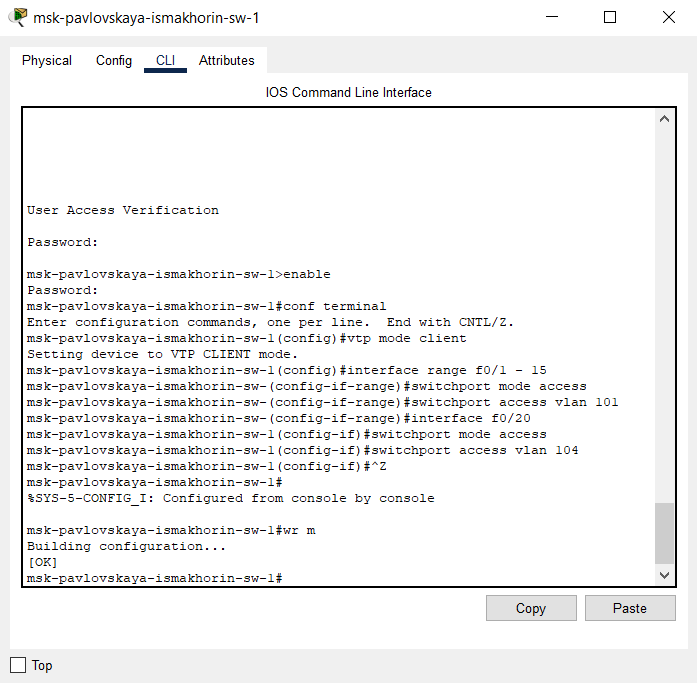 msk-pavlovskaya-ismakhorin-sw-1
Physical Config CLI Attributes
IOS Command Line Interface
User Access Verification
Password:
msk-pavlovskaya-ismakhorin-sw-1>enable
Password:
msk-pavlovskaya-ismakhorin-sw-1#conf terminal
Enter configuration commands, one per line.  End with CNTL/Z.
msk-pavlovskaya-ismakhorin-sw-1(config)#vtp mode client
Setting device to VTP CLIENT mode.
msk-pavlovskaya-ismakhorin-sw-1(config)#interface range f0/1 - 15
msk-pavlovskaya-ismakhorin-sw-(config-if-range)#switchport mode access
msk-pavlovskaya-ismakhorin-sw-(config-if-range)#switchport access vlan 101
msk-pavlovskaya-ismakhorin-sw-(config-if-range)#interface f0/20
msk-pavlovskaya-ismakhorin-sw-1(config-if)#switchport mode access
msk-pavlovskaya-ismakhorin-sw-1(config-if)#switchport access vlan 104
msk-pavlovskaya-ismakhorin-sw-1(config-if)#^Z
msk-pavlovskaya-ismakhorin-sw-1#
%SYS-5-CONFIG_I: Configured from console by console
msk-pavlovskaya-ismakhorin-sw-1#wr m
Building configuration...
[OK]
msk-pavlovskaya-ismakhorin-sw-1#
Copy Paste
Top